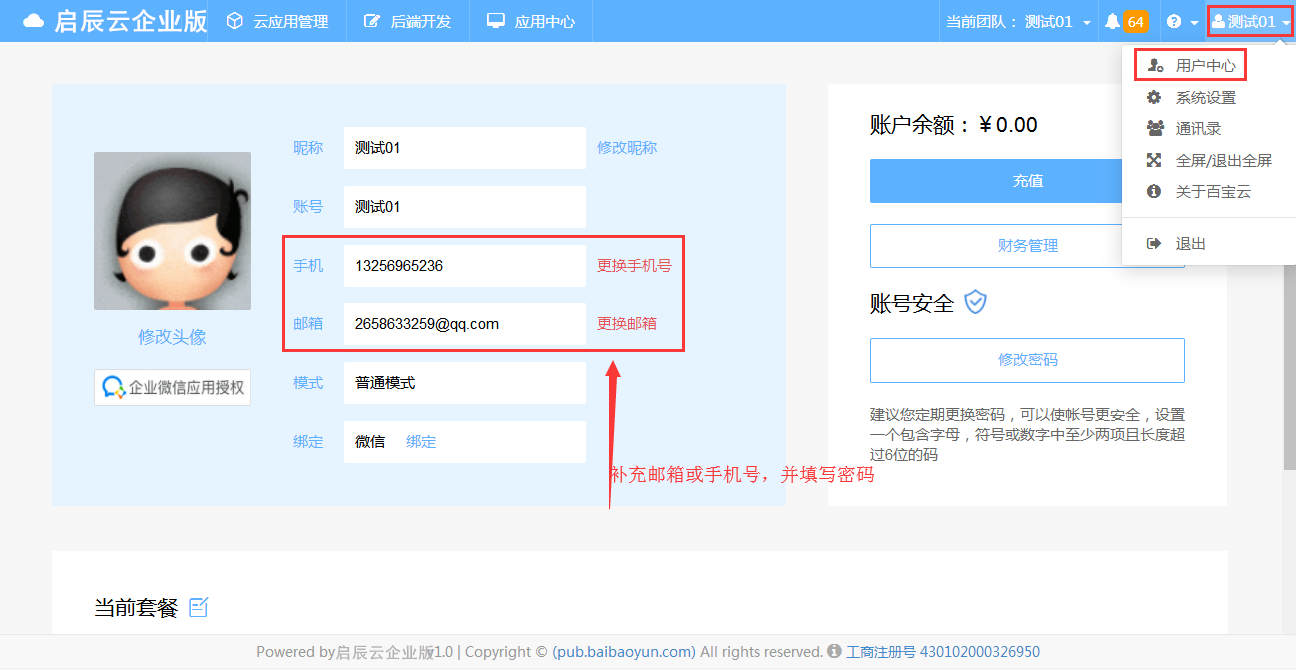 启辰云企业版 云应用管理 后端开发 应用中心 当前团队： 测试01 64 测试01
用户中心
系统设置
通讯录
全屏/退出全屏
关于百宝云
退出
昵称 测试01 修改昵称
账号 测试01
手机 13256965236 更换手机号
邮箱 2658633259@qq.com 更换邮箱
模式 普通模式
绑定 微信 绑定
修改头像
企业微信应用授权
补充邮箱或手机号，并填写密码
账户余额：￥0.00
充值
财务管理
账号安全
修改密码
建议您定期更换密码，可以使帐号更安全，设置
一个包含字母，符号或数字中至少两项且长度超
过6位的码
当前套餐
Powered by启辰云企业版1.0 | Copyright © (pub.baibaoyun.com) All rights reserved. 工商注册号 430102000326950